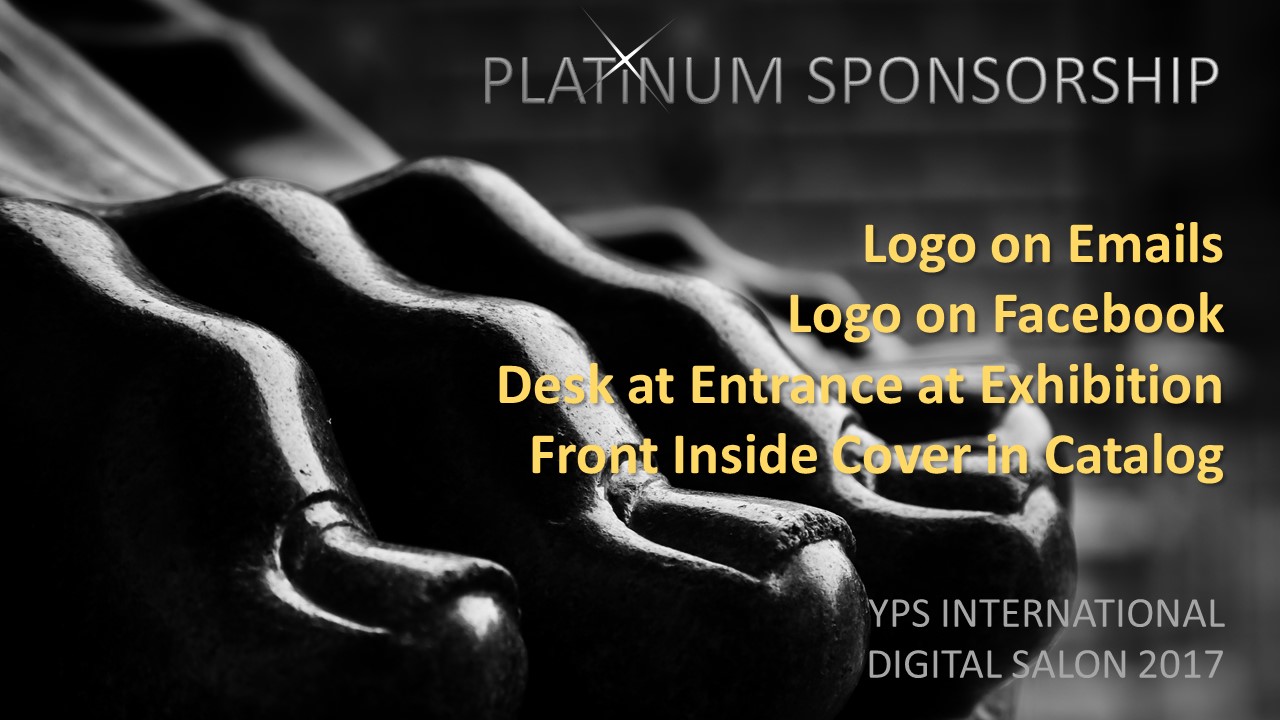 PLATINUM SPONSORSHIP
Logo on Emails
Logo on Facebook
Desk at Entrance at Exhibition
Front Inside Cover in Catalog
YPS INTERNATIONAL
DIGITAL SALON 2017